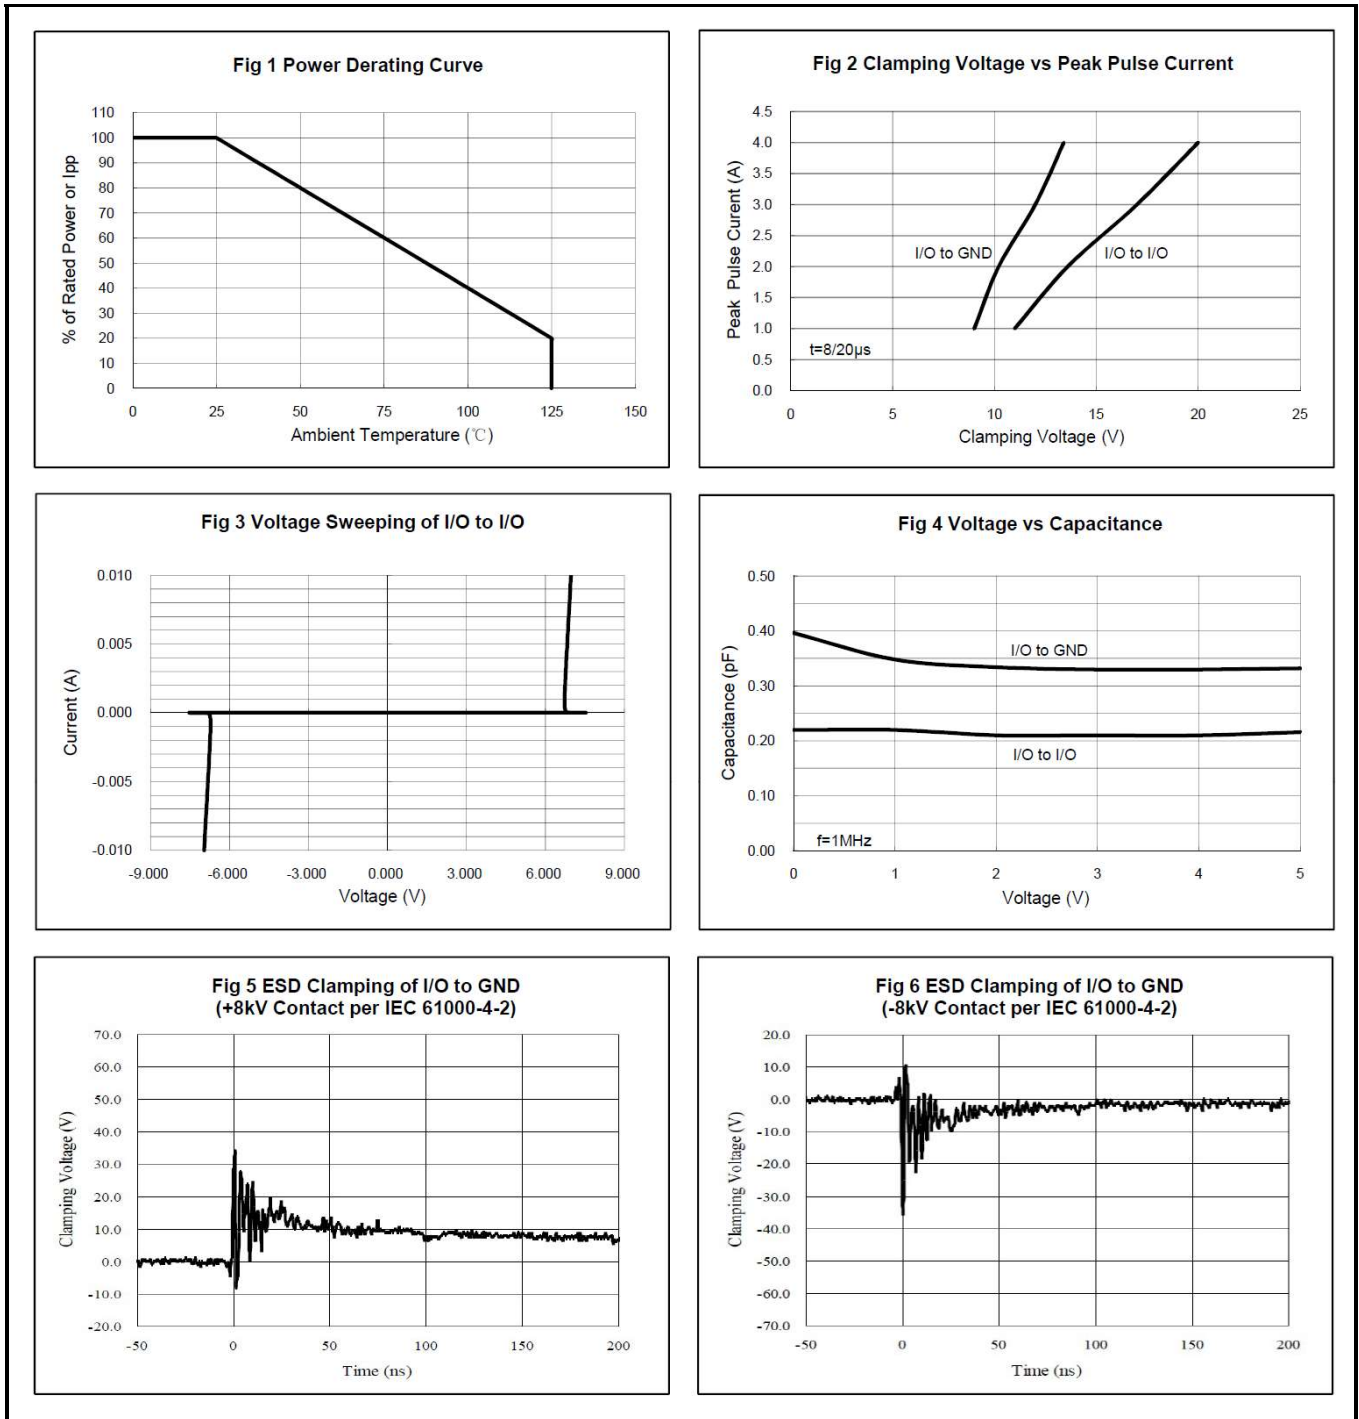 Fig 1 Power Derating Curve
110
100
90
80
70
60
50
40
30
20
10
0
0 25 50 75 100 125 150
% of Rated Power or Ipp
Ambient Temperature (℃)
Fig 2 Clamping Voltage vs Peak Pulse Current
4.5
4.0
3.5
3.0
2.5
2.0
1.5
1.0
0.5
0.0
0 5 10 15 20 25
I/O to GND
I/O to I/O
t=8/20µs
Peak Pulse Curent (A)
Clamping Voltage (V)
Fig 3 Voltage Sweeping of I/O to I/O
0.010
0.005
0.000
-0.005
-0.010
-9.000 -6.000 -3.000 0.000 3.000 6.000 9.000
Current (A)
Voltage (V)
Fig 4 Voltage vs Capacitance
0.50
0.40
0.30
0.20
0.10
0.00
0 1 2 3 4 5
I/O to GND
I/O to I/O
f=1MHz
Capacitance (pF)
Voltage (V)
Fig 5 ESD Clamping of I/O to GND
(+8kV Contact per IEC 61000-4-2)
70.0
60.0
50.0
40.0
30.0
20.0
10.0
0.0
-10.0
-20.0
-50 0 50 100 150 200
Clamping Voltage (V)
Time (ns)
Fig 6 ESD Clamping of I/O to GND
(-8kV Contact per IEC 61000-4-2)
20.0
10.0
0.0
-10.0
-20.0
-30.0
-40.0
-50.0
-60.0
-70.0
-50 0 50 100 150 200
Clamping Voltage (V)
Time (ns)